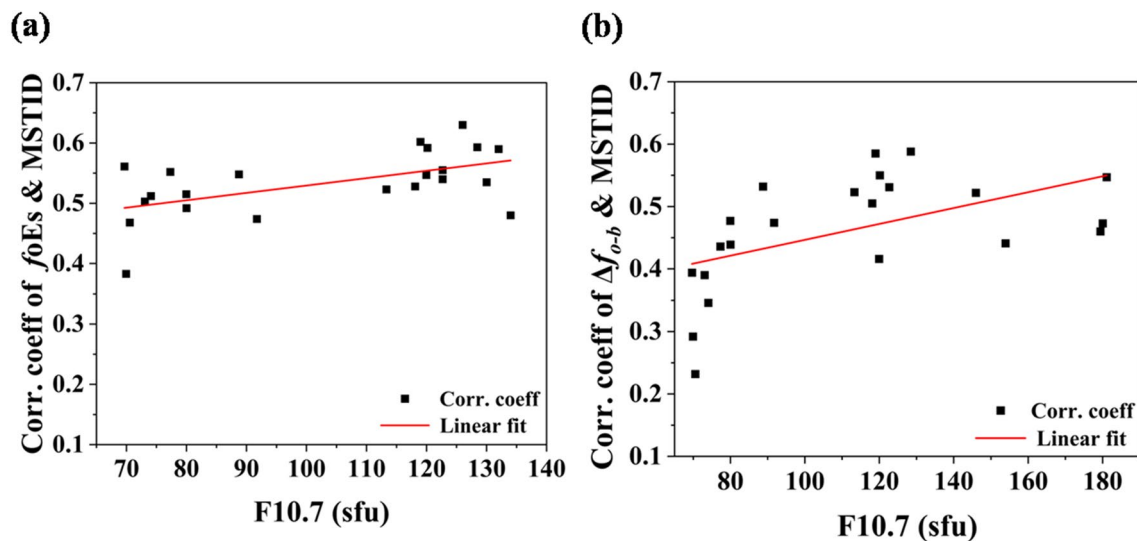 (a)
0.7
0.6
0.5
0.4
0.3
0.2
0.1
Corr. coeff of foEs & MSTID
Corr. coeff
Linear fit
70 80 90 100 110 120 130 140
F10.7 (sfu)
(b)
0.7
0.6
0.5
0.4
0.3
0.2
0.1
Corr. coeff of Δfo-b & MSTID
Corr. coeff
Linear fit
80 100 120 140 160 180
F10.7 (sfu)